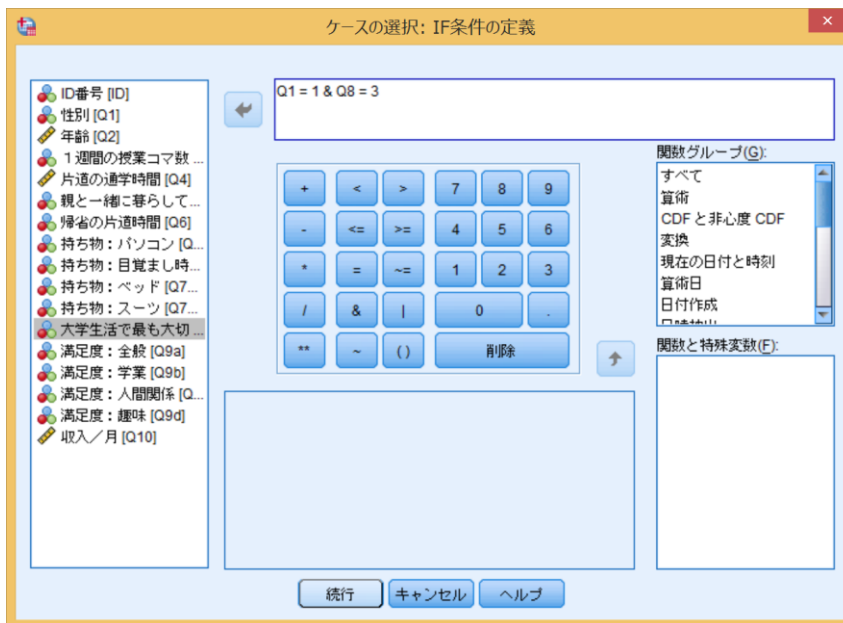 ケースの選択: IF条件の定義
ID番号 [ID]
性別 [Q1]
年齢 [Q2]
1週間の授業コマ数 ...
片道の通学時間 [Q4]
親と一緒に暮らして...
帰省の片道時間 [Q6]
持ち物：パソコン [Q...
持ち物：目覚まし時...
持ち物：ベッド [Q7...
持ち物：スーツ [Q7...
大学生活で最も大切 ...
満足度：全般 [Q9a]
満足度：学業 [Q9b]
満足度：人間関係 [Q...
満足度：趣味 [Q9d]
収入／月 [Q10]
Q1 = 1 & Q8 = 3
+ < > 7 8 9
- <= >= 4 5 6
* = ~= 1 2 3
/ & | 0 .
** ~ ( ) 削除
関数グループ(G):
すべて
算術
CDF と非心度 CDF
変換
現在の日付と時刻
算術日
日付作成
関数と特殊変数(F):
続行 キャンセル ヘルプ